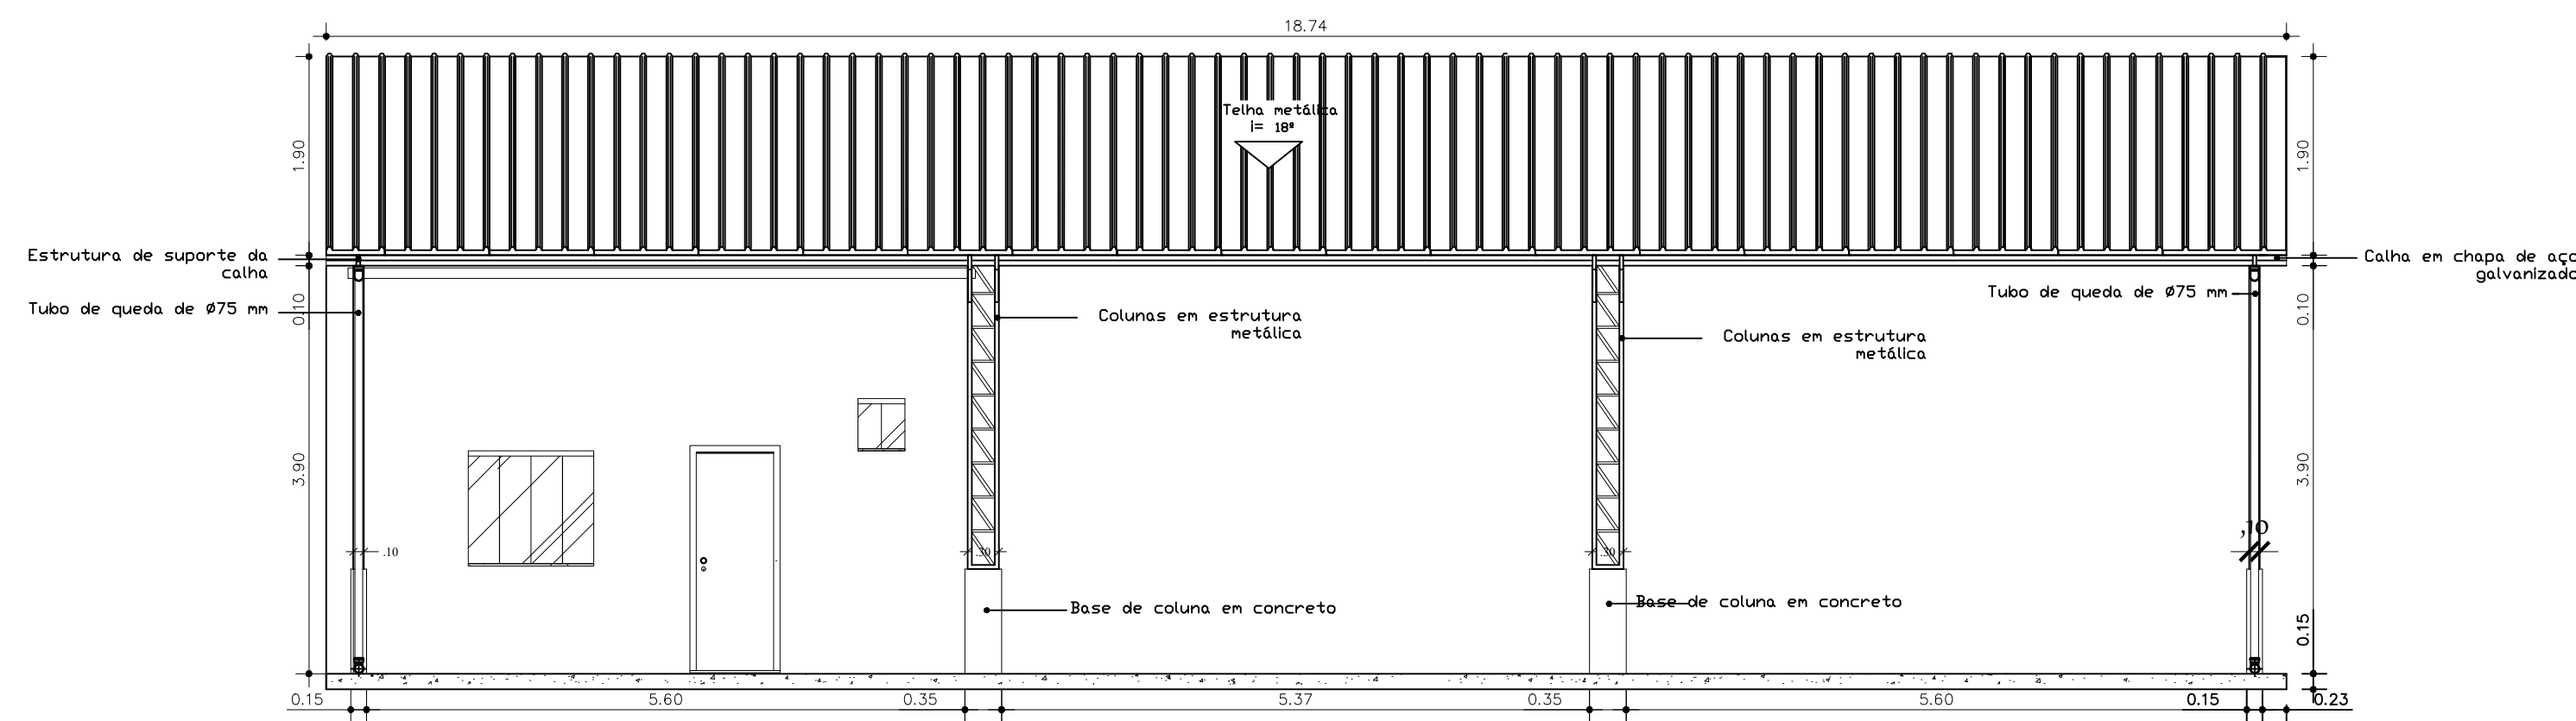 18.74
Telha metálica
i= 18º
1.90
1.90
Estrutura de suporte da
calha
Calha em chapa de aço
galvanizado
Tubo de queda de Ø75 mm
0.10
Tubo de queda de Ø75 mm
0.10
Colunas em estrutura
metálica
Colunas em estrutura
metálica
3.90
3.90
.10
.30
.30
,10
Base de coluna em concreto
Base de coluna em concreto
0.15
0.15
5.60
0.35
5.37
0.35
5.60
0.15
0.23